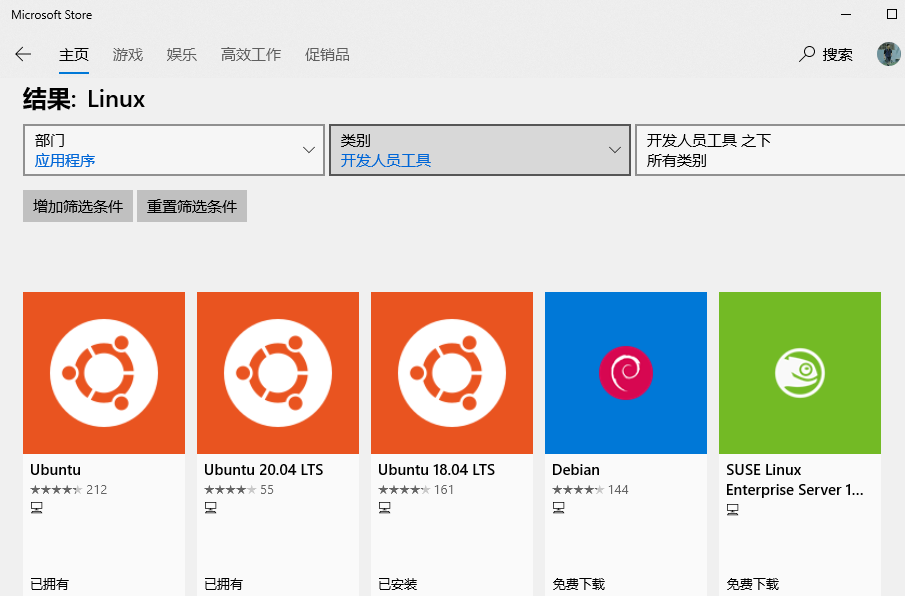 Microsoft Store
主页 游戏 娱乐 高效工作 促销品 搜索
结果: Linux
部门 类别 开发人员工具 之下
应用程序 开发人员工具 所有类别
增加筛选条件 重置筛选条件
Ubuntu Ubuntu 20.04 LTS Ubuntu 18.04 LTS Debian SUSE Linux
Enterprise Server 1...
212 55 161 144
已拥有 已拥有 已安装 免费下载 免费下载